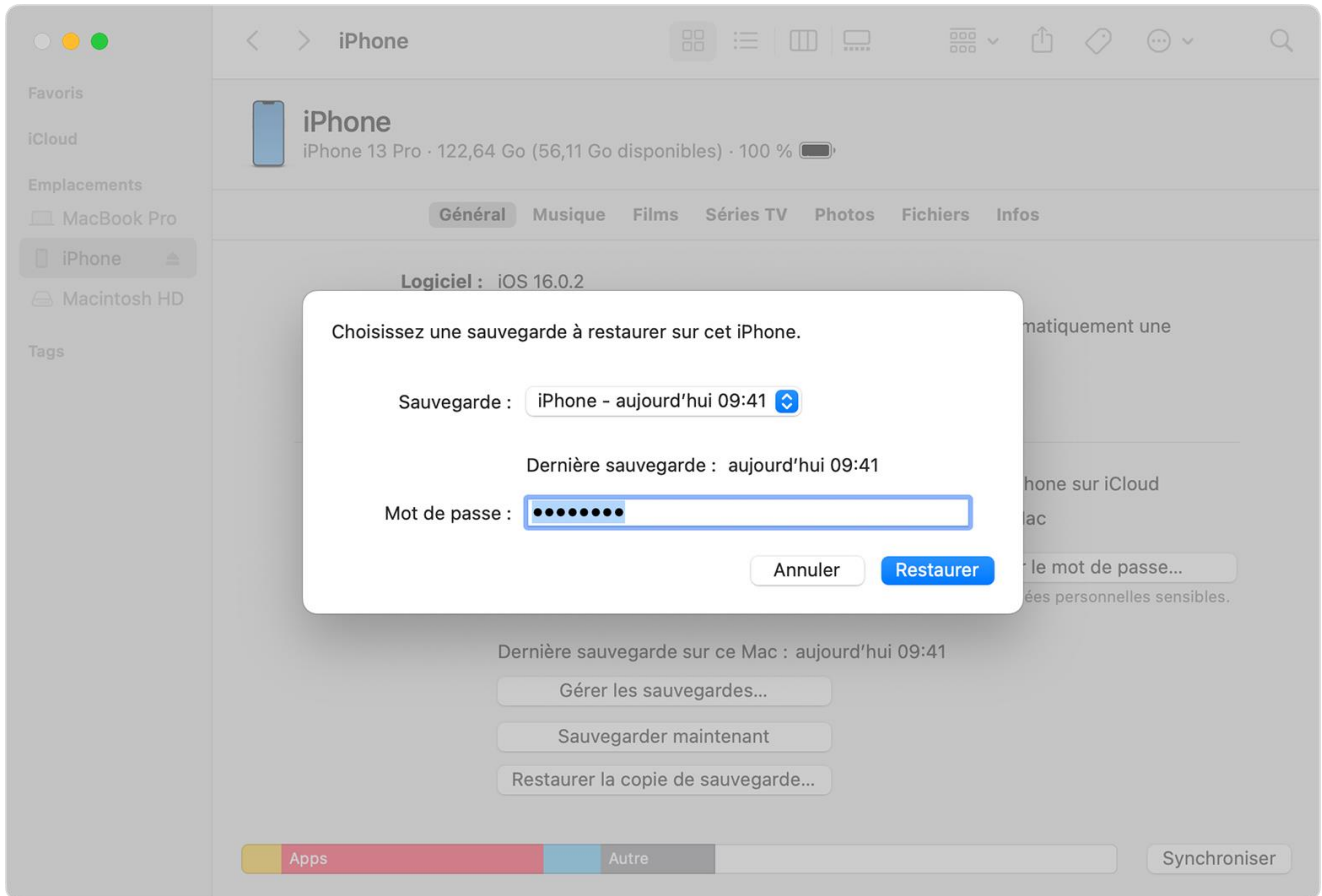 iPhone
Favoris
iCloud
Emplacements
MacBook Pro
iPhone
Macintosh HD
Tags
iPhone
iPhone 13 Pro · 122,64 Go (56,11 Go disponibles) · 100 %
Général Musique Films Séries TV Photos Fichiers Infos
Logiciel : iOS 16.0.2
une
Choisissez une sauvegarde à restaurer sur cet iPhone.
Sauvegarde : iPhone - aujourd’hui 09:41
Dernière sauvegarde : aujourd’hui 09:41
sur iCloud
Mot de passe : ••••••••
Annuler Restaurer
le mot de passe...
personnelles sensibles.
Dernière sauvegarde sur ce Mac : aujourd’hui 09:41
Gérer les sauvegardes...
Sauvegarder maintenant
Restaurer la copie de sauvegarde...
Apps Autre Synchroniser